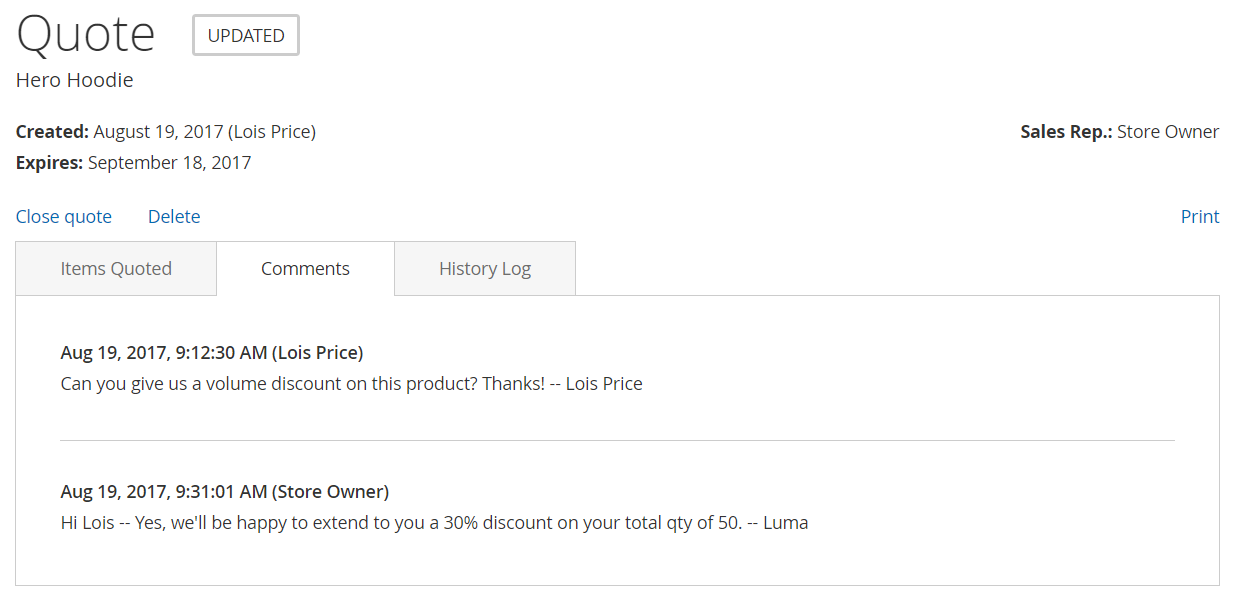 Quote UPDATED
Hero Hoodie
Created: August 19, 2017 (Lois Price) Sales Rep.: Store Owner
Expires: September 18, 2017
Close quote Delete Print
Items Quoted Comments History Log
Aug 19, 2017, 9:12:30 AM (Lois Price)
Can you give us a volume discount on this product? Thanks! -- Lois Price
Aug 19, 2017, 9:31:01 AM (Store Owner)
Hi Lois -- Yes, we'll be happy to extend to you a 30% discount on your total qty of 50. -- Luma